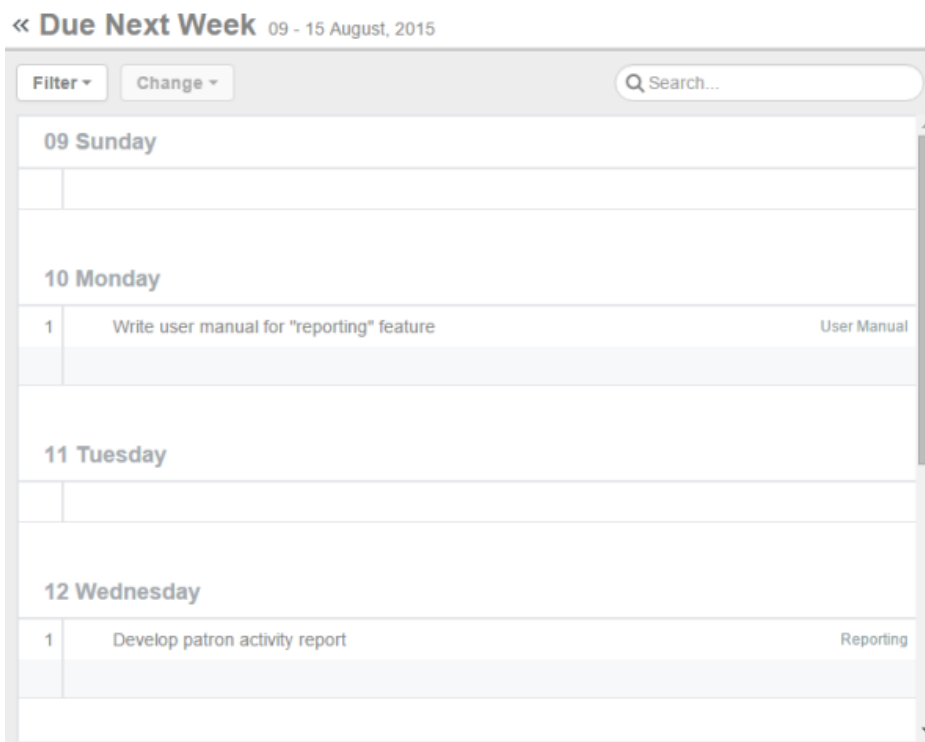 « Due Next Week 09 - 15 August, 2015
Filter Change Search...
09 Sunday
10 Monday
1 Write user manual for "reporting" feature User Manual
11 Tuesday
12 Wednesday
1 Develop patron activity report Reporting